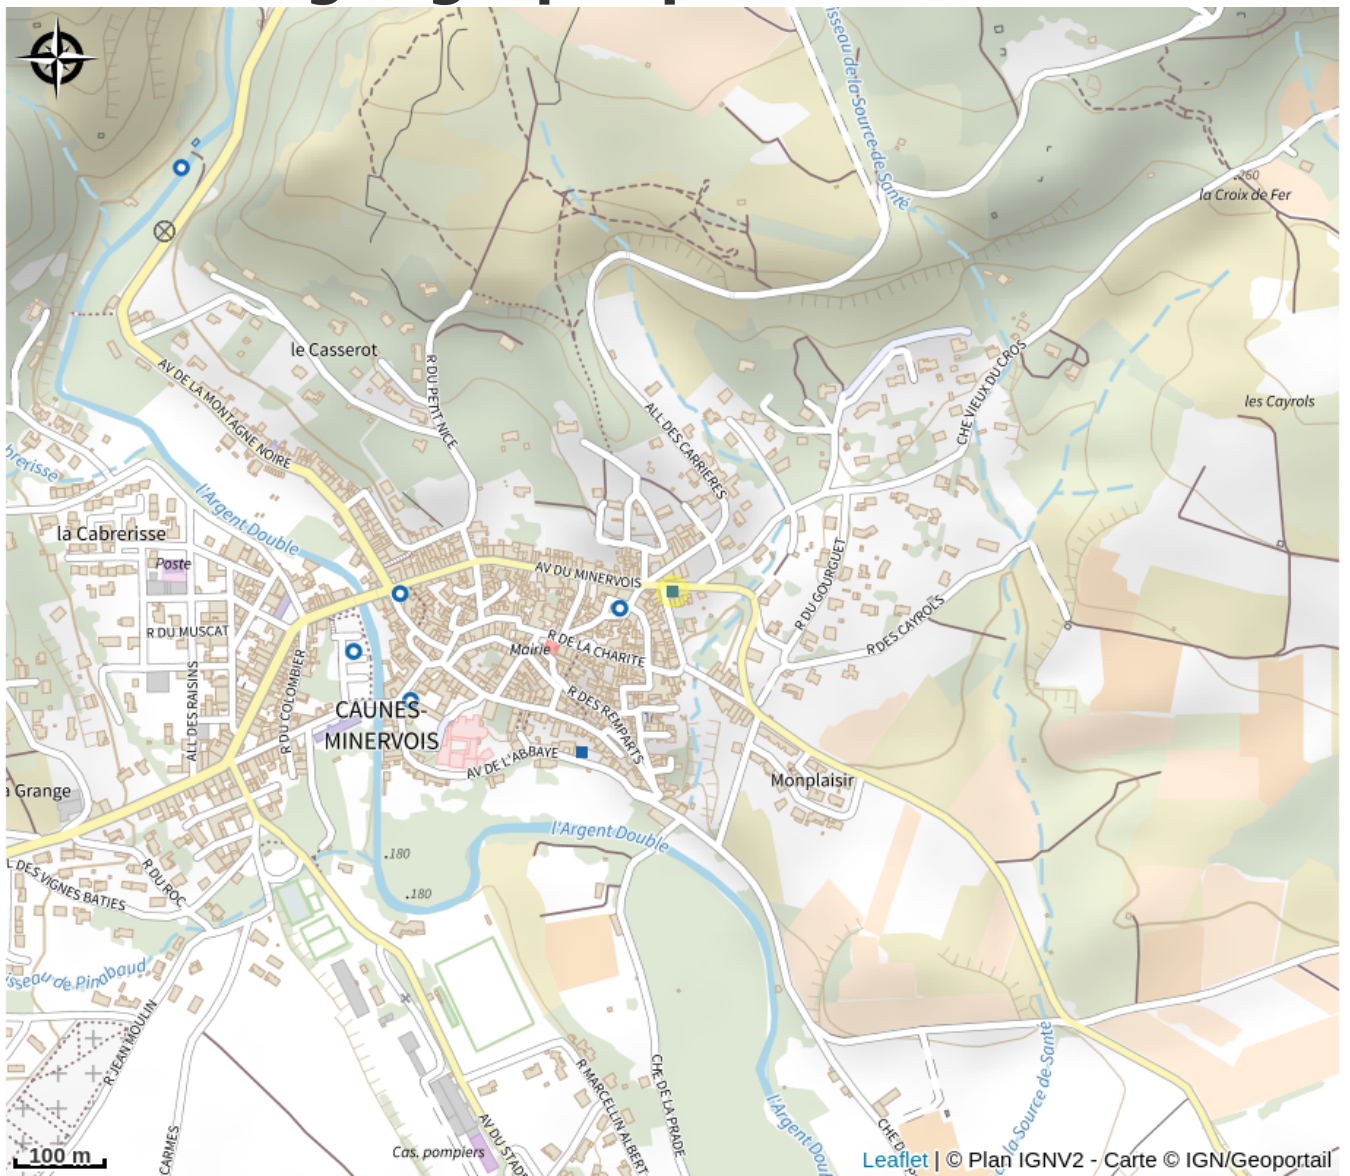 isseau de la Source de Santé
260
la Croix de Fer
le Casserot
R DU PETIT NICE
AV DE LA MONTAGNE NOIRE
ALL DES CARRIERES
CHE VIEUX DU CROS
les Cayrols
brerisse
l'Argent Double
la Cabrerisse
Poste
AV DU MINERVOIS
R DU GOURGUET
R DES CAYROLS
R DU MUSCAT
Mairie
R DE LA CHARITE
ALL DES RAISINS
R DU COLOMBIER
R DES REMPARTS
CAUNES-
MINERVOIS
AV DE L'ABBAYE
Monplaisir
a Grange
l'Argent Double
180
180
L DES VIGNES BATIES
R DU ROC
isseau de Pinabaud
R JEAN MOULIN
CARMES
Cas. pompiers
AV DU STAD
R MARCELLIN ALBERT
CHE DE LA PRADE
l'Argent Dou
CHE D
la Source de Santé
100 m
Leaflet | © Plan IGNV2 - Carte © IGN/Geoportail